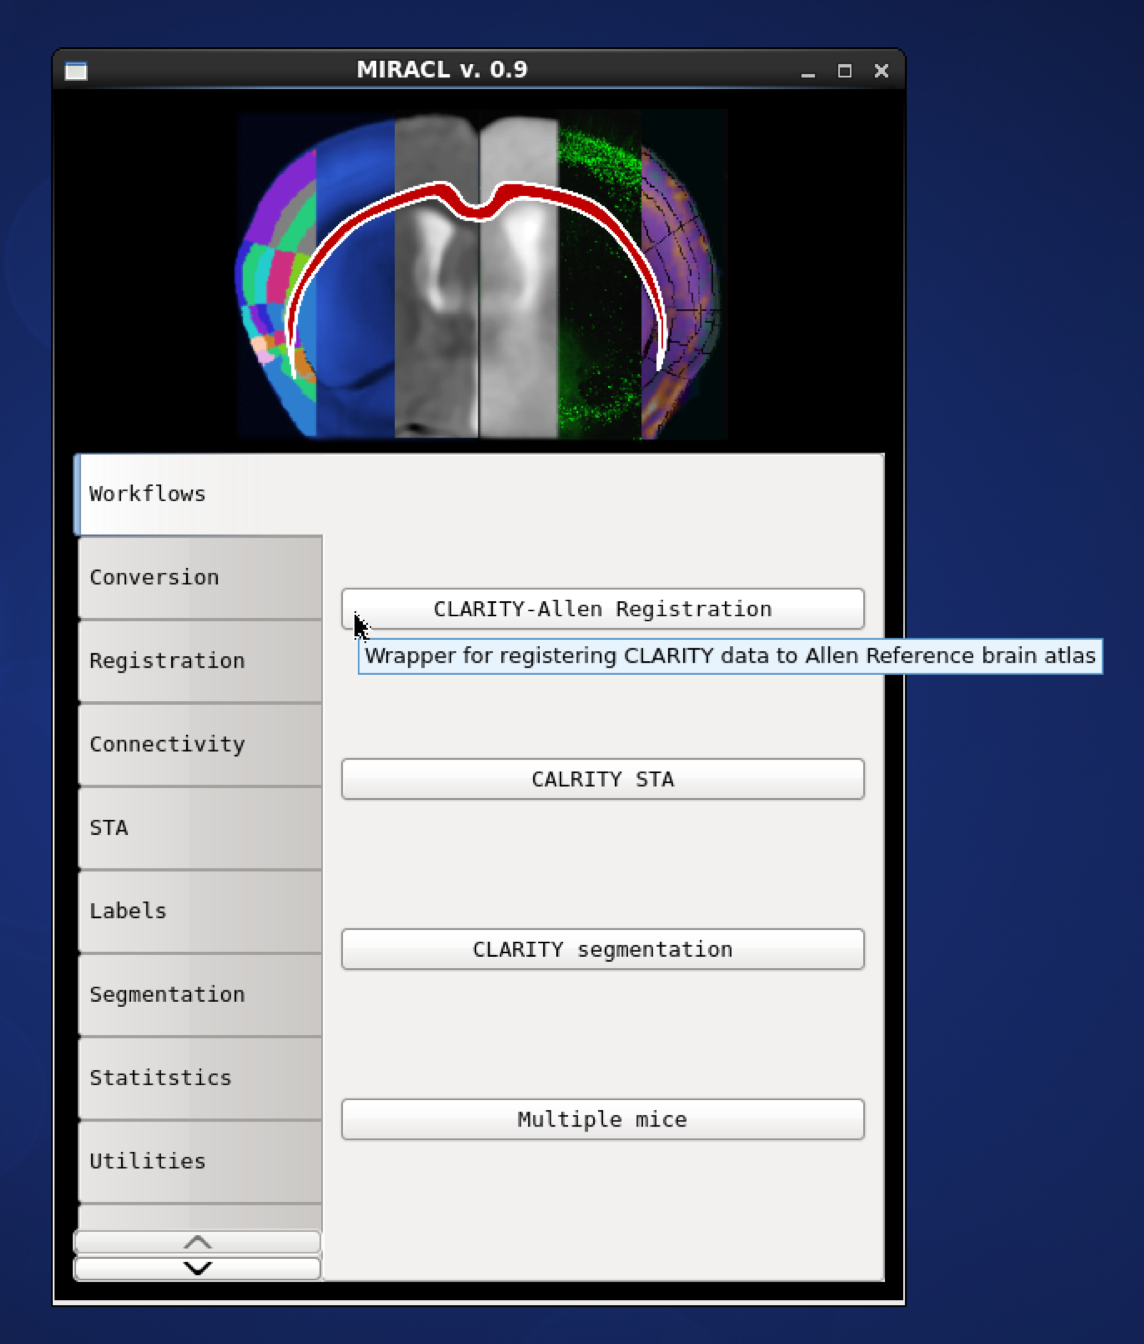 MIRACL v. 0.9
Workflows
Conversion
Registration
Connectivity
STA
Labels
Segmentation
Statitstics
Utilities
CLARITY-Allen Registration
Wrapper for registering CLARITY data to Allen Reference brain atlas
CALRITY STA
CLARITY segmentation
Multiple mice